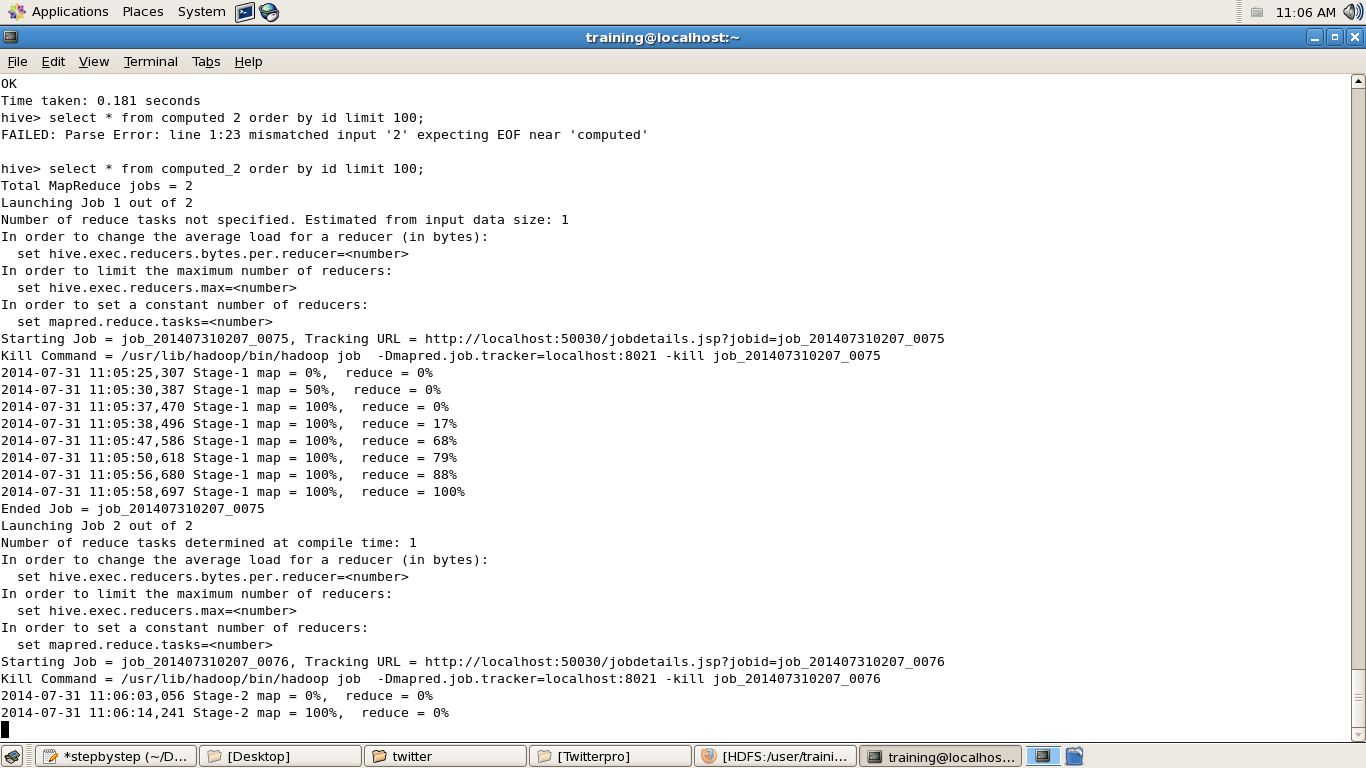 Applications Places System 11:06 AM
training@localhost:~
File Edit View Terminal Tabs Help
OK
Time taken: 0.181 seconds
hive> select * from computed 2 order by id limit 100;
FAILED: Parse Error: line 1:23 mismatched input '2' expecting EOF near 'computed'
hive> select * from computed_2 order by id limit 100;
Total MapReduce jobs = 2
Launching Job 1 out of 2
Number of reduce tasks not specified. Estimated from input data size: 1
In order to change the average load for a reducer (in bytes):
  set hive.exec.reducers.bytes.per.reducer=<number>
In order to limit the maximum number of reducers:
  set hive.exec.reducers.max=<number>
In order to set a constant number of reducers:
  set mapred.reduce.tasks=<number>
Starting Job = job_201407310207_0075, Tracking URL = http://localhost:50030/jobdetails.jsp?jobid=job_201407310207_0075
Kill Command = /usr/lib/hadoop/bin/hadoop job  -Dmapred.job.tracker=localhost:8021 -kill job_201407310207_0075
2014-07-31 11:05:25,307 Stage-1 map = 0%,  reduce = 0%
2014-07-31 11:05:30,387 Stage-1 map = 50%,  reduce = 0%
2014-07-31 11:05:37,470 Stage-1 map = 100%,  reduce = 0%
2014-07-31 11:05:38,496 Stage-1 map = 100%,  reduce = 17%
2014-07-31 11:05:47,586 Stage-1 map = 100%,  reduce = 68%
2014-07-31 11:05:50,618 Stage-1 map = 100%,  reduce = 79%
2014-07-31 11:05:56,680 Stage-1 map = 100%,  reduce = 88%
2014-07-31 11:05:58,697 Stage-1 map = 100%,  reduce = 100%
Ended Job = job_201407310207_0075
Launching Job 2 out of 2
Number of reduce tasks determined at compile time: 1
In order to change the average load for a reducer (in bytes):
  set hive.exec.reducers.bytes.per.reducer=<number>
In order to limit the maximum number of reducers:
  set hive.exec.reducers.max=<number>
In order to set a constant number of reducers:
  set mapred.reduce.tasks=<number>
Starting Job = job_201407310207_0076, Tracking URL = http://localhost:50030/jobdetails.jsp?jobid=job_201407310207_0076
Kill Command = /usr/lib/hadoop/bin/hadoop job  -Dmapred.job.tracker=localhost:8021 -kill job_201407310207_0076
2014-07-31 11:06:03,056 Stage-2 map = 0%,  reduce = 0%
2014-07-31 11:06:14,241 Stage-2 map = 100%,  reduce = 0%
*stepbystep (~/D... [Desktop] twitter [Twitterpro] [HDFS:/user/traini... training@localhos...